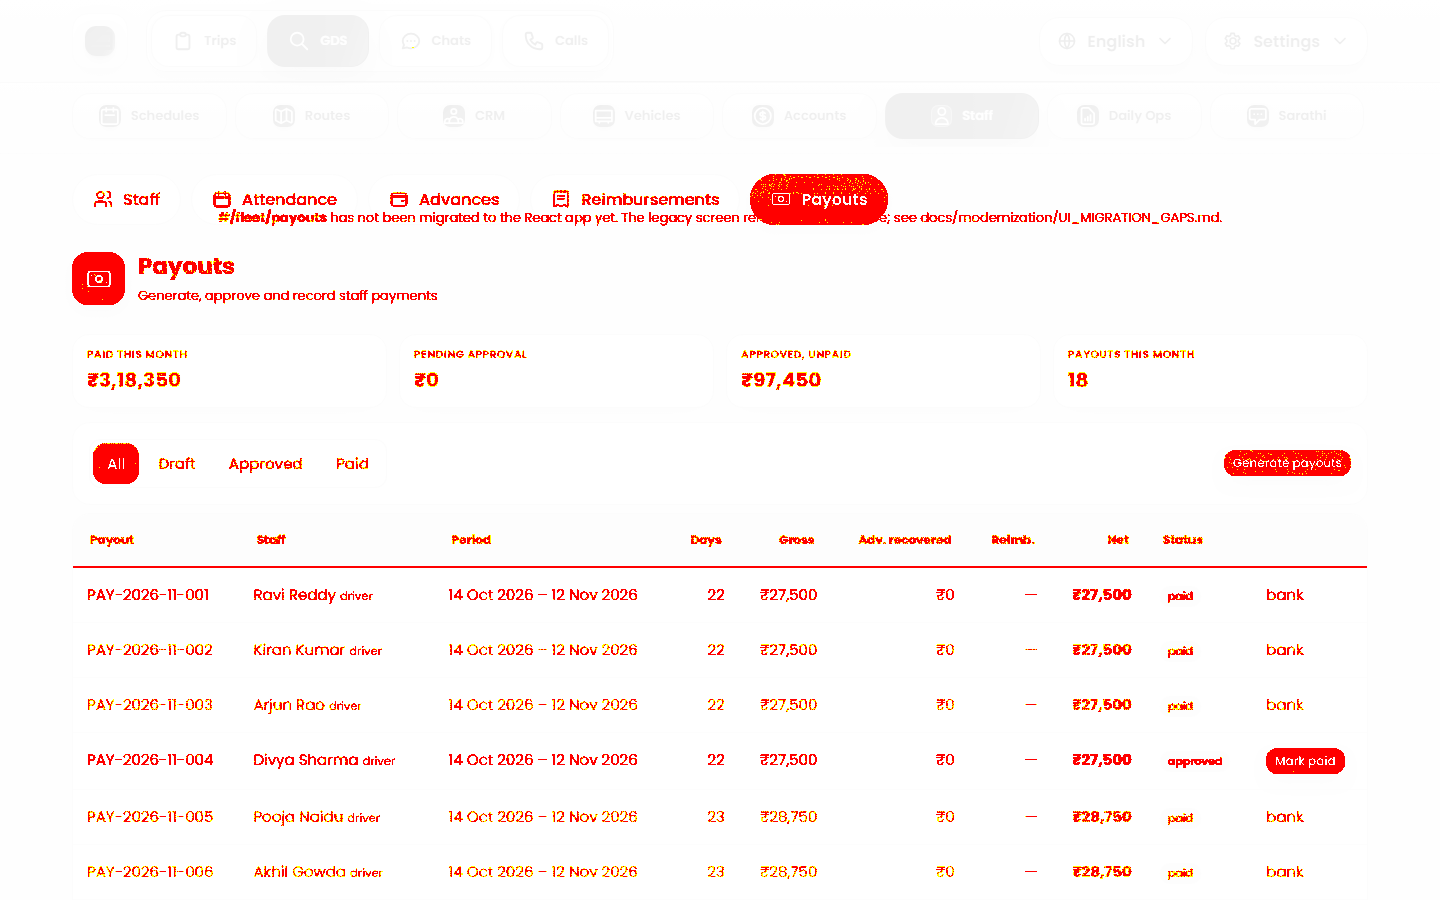 Trips GDS Chats Calls English Settings
Schedules Routes CRM Vehicles Accounts Staff Daily Ops Sarathi
Staff Attendance Advances Reimbursements Payouts
#/fleet/payouts has not been migrated to the React app yet. The legacy screen see docs/modernization/UI_MIGRATION_GAPS.md.
Payouts
Generate, approve and record staff payments
PAID THIS MONTH PENDING APPROVAL APPROVED, UNPAID PAYOUTS THIS MONTH
₹3,18,350 ₹0 ₹97,450 18
All Draft Approved Paid Generate payouts
Payout Staff Period Days Gross Adv. recovered Reimb. Net Status
PAY-2026-11-001 Ravi Reddy driver 14 Oct 2026 – 12 Nov 2026 22 ₹27,500 ₹0 — ₹27,500 paid bank
PAY-2026-11-002 Kiran Kumar driver 14 Oct 2026 – 12 Nov 2026 22 ₹27,500 ₹0 — ₹27,500 paid bank
PAY-2026-11-003 Arjun Rao driver 14 Oct 2026 – 12 Nov 2026 22 ₹27,500 ₹0 — ₹27,500 paid bank
PAY-2026-11-004 Divya Sharma driver 14 Oct 2026 – 12 Nov 2026 22 ₹27,500 ₹0 — ₹27,500 approved Mark paid
PAY-2026-11-005 Pooja Naidu driver 14 Oct 2026 – 12 Nov 2026 23 ₹28,750 ₹0 — ₹28,750 paid bank
PAY-2026-11-006 Akhil Gowda driver 14 Oct 2026 – 12 Nov 2026 23 ₹28,750 ₹0 — ₹28,750 paid bank